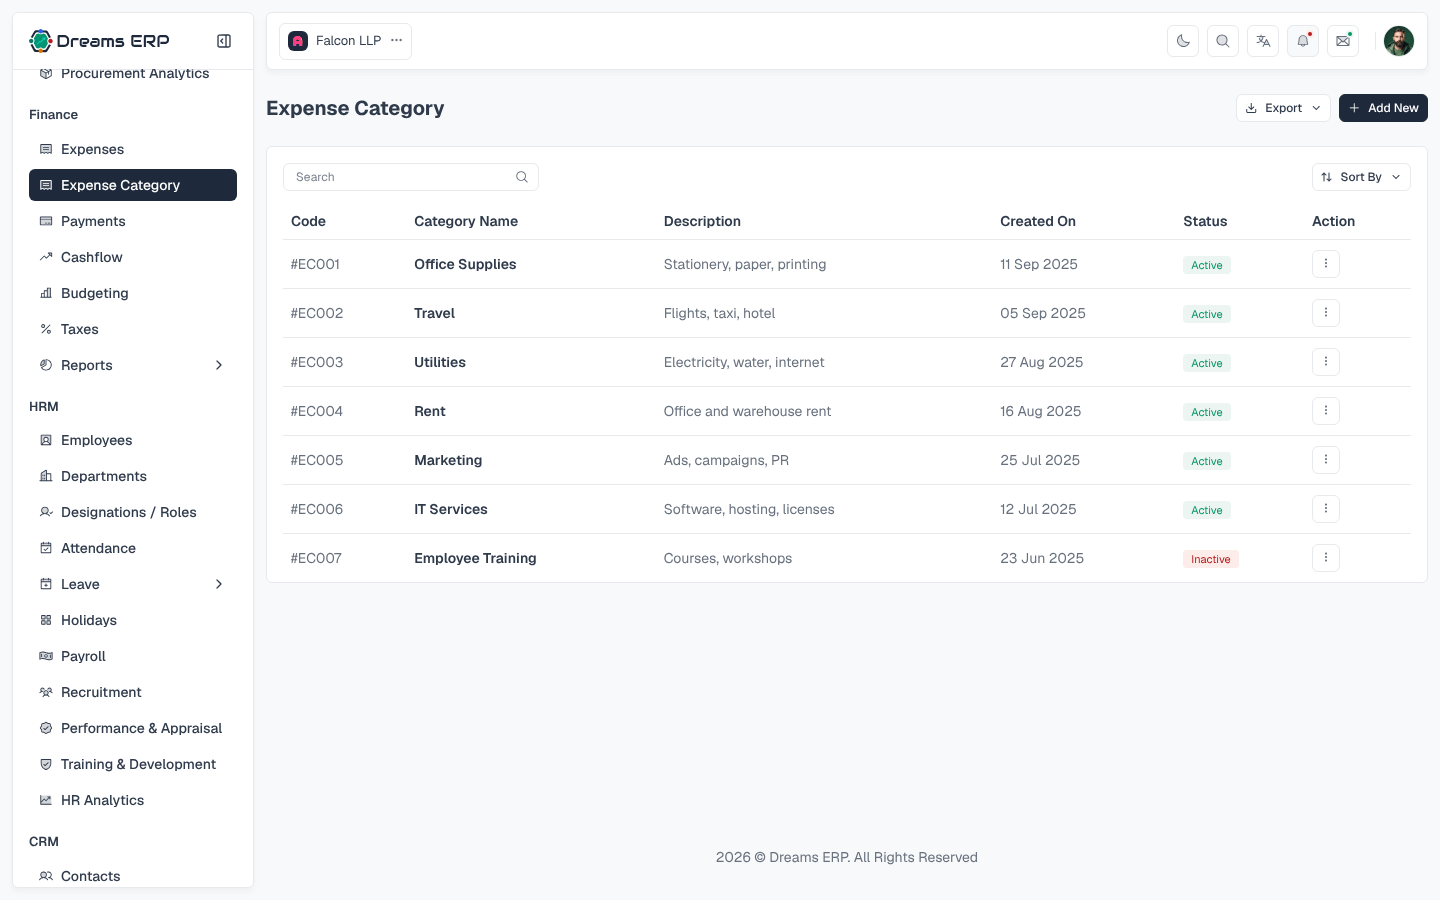 Dreams ERP
Procurement Analytics
Finance
Expenses
Expense Category
Payments
Cashflow
Budgeting
Taxes
Reports
HRM
Employees
Departments
Designations / Roles
Attendance
Leave
Holidays
Payroll
Recruitment
Performance & Appraisal
Training & Development
HR Analytics
CRM
Contacts
Falcon LLP
Expense Category
Export
Add New
Search
Sort By
Code Category Name Description Created On Status Action
#EC001 Office Supplies Stationery, paper, printing 11 Sep 2025 Active
#EC002 Travel Flights, taxi, hotel 05 Sep 2025 Active
#EC003 Utilities Electricity, water, internet 27 Aug 2025 Active
#EC004 Rent Office and warehouse rent 16 Aug 2025 Active
#EC005 Marketing Ads, campaigns, PR 25 Jul 2025 Active
#EC006 IT Services Software, hosting, licenses 12 Jul 2025 Active
#EC007 Employee Training Courses, workshops 23 Jun 2025 Inactive
2026 © Dreams ERP. All Rights Reserved